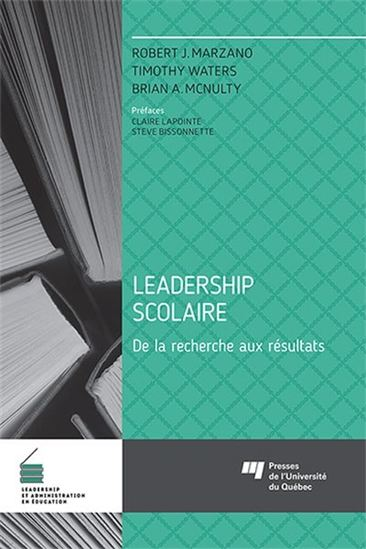 ROBERT J. MARZANO
TIMOTHY WATERS
BRIAN A. MCNULTY
Préfaces
CLAIRE LAPOINTE
STEVE BISSONNETTE
LEADERSHIP
SCOLAIRE
De la recherche aux résultats
LEADERSHIP
ET ADMINISTRATION
EN ÉDUCATION
Presses
de l'Université
du Québec